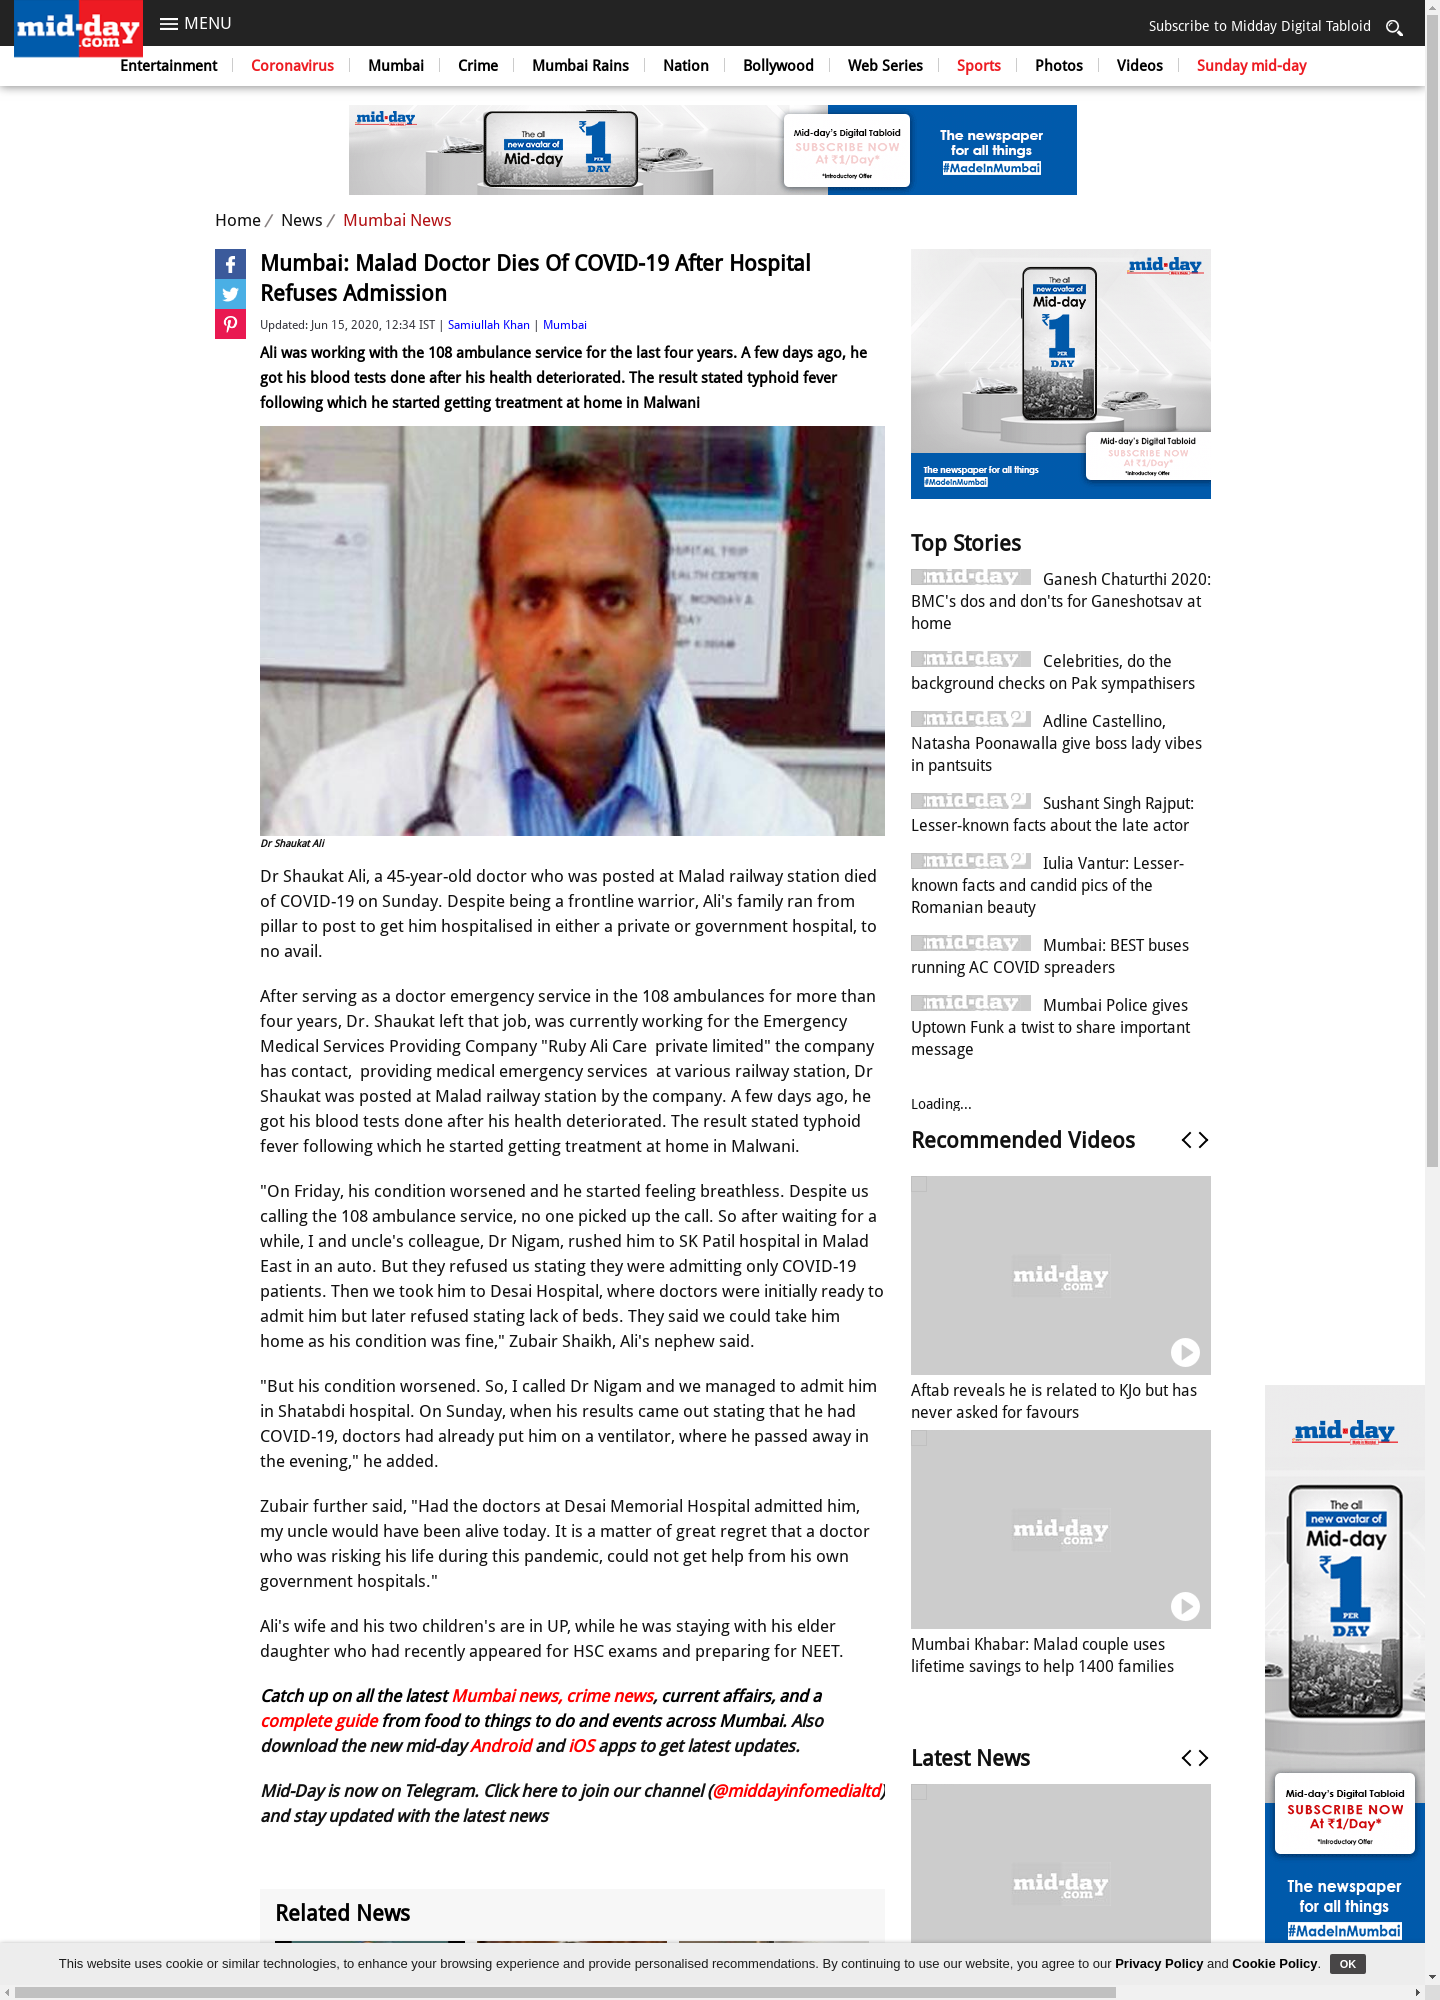 mid-day
.com
MENU
Subscribe to Midday Digital Tabloid
Entertainment
Coronavirus
Mumbai
Crime
Mumbai Rains
Nation
Bollywood
Web Series
Sports
Photos
Videos
Sunday mid-day
mid-day
The all
new avatar of
Mid-day
₹1
PER
DAY
Mid-day's Digital Tabloid
SUBSCRIBE NOW
At ₹1/Day*
*Introductory Offer
The newspaper
for all things
#MadeInMumbai
Home / News / Mumbai News
Mumbai: Malad Doctor Dies Of COVID-19 After Hospital
Refuses Admission
Updated: Jun 15, 2020, 12:34 IST | Samiullah Khan | Mumbai
Ali was working with the 108 ambulance service for the last four years. A few days ago, he
got his blood tests done after his health deteriorated. The result stated typhoid fever
following which he started getting treatment at home in Malwani
Dr Shaukat Ali
Dr Shaukat Ali, a 45-year-old doctor who was posted at Malad railway station died
of COVID-19 on Sunday. Despite being a frontline warrior, Ali's family ran from
pillar to post to get him hospitalised in either a private or government hospital, to
no avail.
After serving as a doctor emergency service in the 108 ambulances for more than
four years, Dr. Shaukat left that job, was currently working for the Emergency
Medical Services Providing Company "Ruby Ali Care  private limited" the company
has contact,  providing medical emergency services  at various railway station, Dr
Shaukat was posted at Malad railway station by the company. A few days ago, he
got his blood tests done after his health deteriorated. The result stated typhoid
fever following which he started getting treatment at home in Malwani.
"On Friday, his condition worsened and he started feeling breathless. Despite us
calling the 108 ambulance service, no one picked up the call. So after waiting for a
while, I and uncle's colleague, Dr Nigam, rushed him to SK Patil hospital in Malad
East in an auto. But they refused us stating they were admitting only COVID-19
patients. Then we took him to Desai Hospital, where doctors were initially ready to
admit him but later refused stating lack of beds. They said we could take him
home as his condition was fine," Zubair Shaikh, Ali's nephew said.
"But his condition worsened. So, I called Dr Nigam and we managed to admit him
in Shatabdi hospital. On Sunday, when his results came out stating that he had
COVID-19, doctors had already put him on a ventilator, where he passed away in
the evening," he added.
Zubair further said, "Had the doctors at Desai Memorial Hospital admitted him,
my uncle would have been alive today. It is a matter of great regret that a doctor
who was risking his life during this pandemic, could not get help from his own
government hospitals."
Ali's wife and his two children's are in UP, while he was staying with his elder
daughter who had recently appeared for HSC exams and preparing for NEET.
Catch up on all the latest Mumbai news, crime news, current affairs, and a
complete guide from food to things to do and events across Mumbai. Also
download the new mid-day Android and iOS apps to get latest updates.
Mid-Day is now on Telegram. Click here to join our channel (@middayinfomedialtd)
and stay updated with the latest news
Related News
mid-day
The all
new avatar of
Mid-day
₹1
PER
DAY
Mid-day's Digital Tabloid
SUBSCRIBE NOW
At ₹1/Day*
*Introductory Offer
The newspaper for all things
#MadeInMumbai
Top Stories
mid-day Ganesh Chaturthi 2020:
BMC's dos and don'ts for Ganeshotsav at
home
mid-day Celebrities, do the
background checks on Pak sympathisers
mid-day Adline Castellino,
Natasha Poonawalla give boss lady vibes
in pantsuits
mid-day Sushant Singh Rajput:
Lesser-known facts about the late actor
mid-day Iulia Vantur: Lesser-
known facts and candid pics of the
Romanian beauty
mid-day Mumbai: BEST buses
running AC COVID spreaders
mid-day Mumbai Police gives
Uptown Funk a twist to share important
message
Loading...
Recommended Videos
mid-day
.com
Aftab reveals he is related to KJo but has
never asked for favours
mid-day
.com
Mumbai Khabar: Malad couple uses
lifetime savings to help 1400 families
Latest News
mid-day
.com
mid-day
The all
new avatar of
Mid-day
₹1
PER
DAY
Mid-day's Digital Tabloid
SUBSCRIBE NOW
At ₹1/Day*
*Introductory Offer
The newspaper
for all things
#MadeInMumbai
This website uses cookie or similar technologies, to enhance your browsing experience and provide personalised recommendations. By continuing to use our website, you agree to our Privacy Policy and Cookie Policy. OK